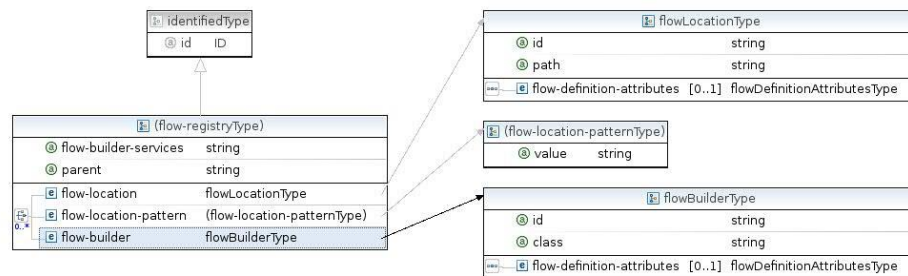 identifiedType
id ID
(flow-registryType)
flow-builder-services string
parent string
flow-location flowLocationType
flow-location-pattern (flow-location-patternType)
flow-builder flowBuilderType
0..*
flowLocationType
id string
path string
flow-definition-attributes [0..1] flowDefinitionAttributesType
(flow-location-patternType)
value string
flowBuilderType
id string
class string
flow-definition-attributes [0..1] flowDefinitionAttributesType